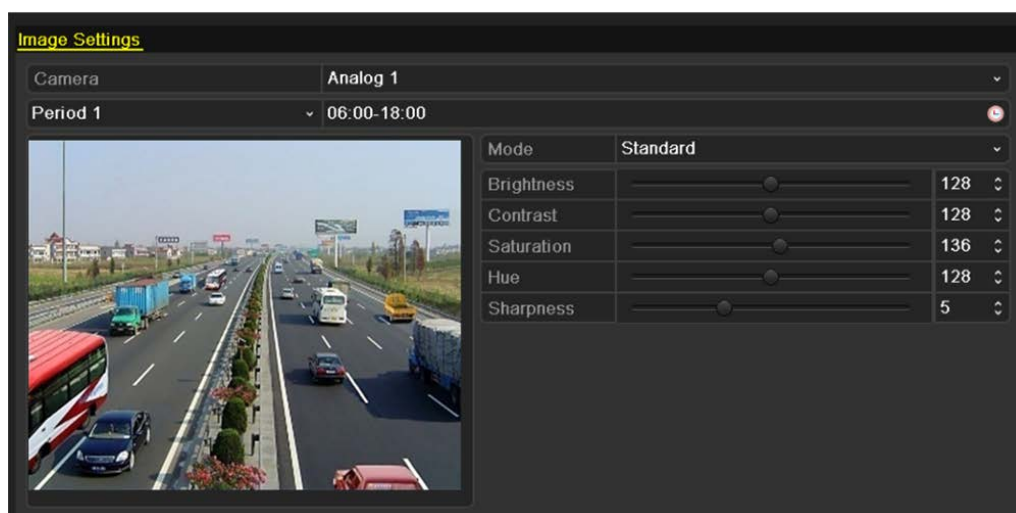 Image Settings
Camera Analog 1
Period 1 06:00-18:00
Mode Standard
Brightness 128
Contrast 128
Saturation 136
Hue 128
Sharpness 5